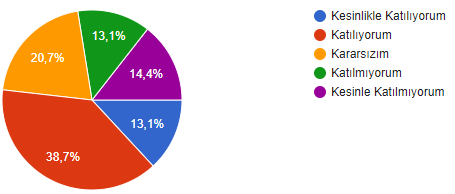 13,1%
14,4%
20,7%
13,1%
38,7%
Kesinlikle Katılıyorum
Katılıyorum
Kararsızım
Katılmıyorum
Kesinle Katılmıyorum